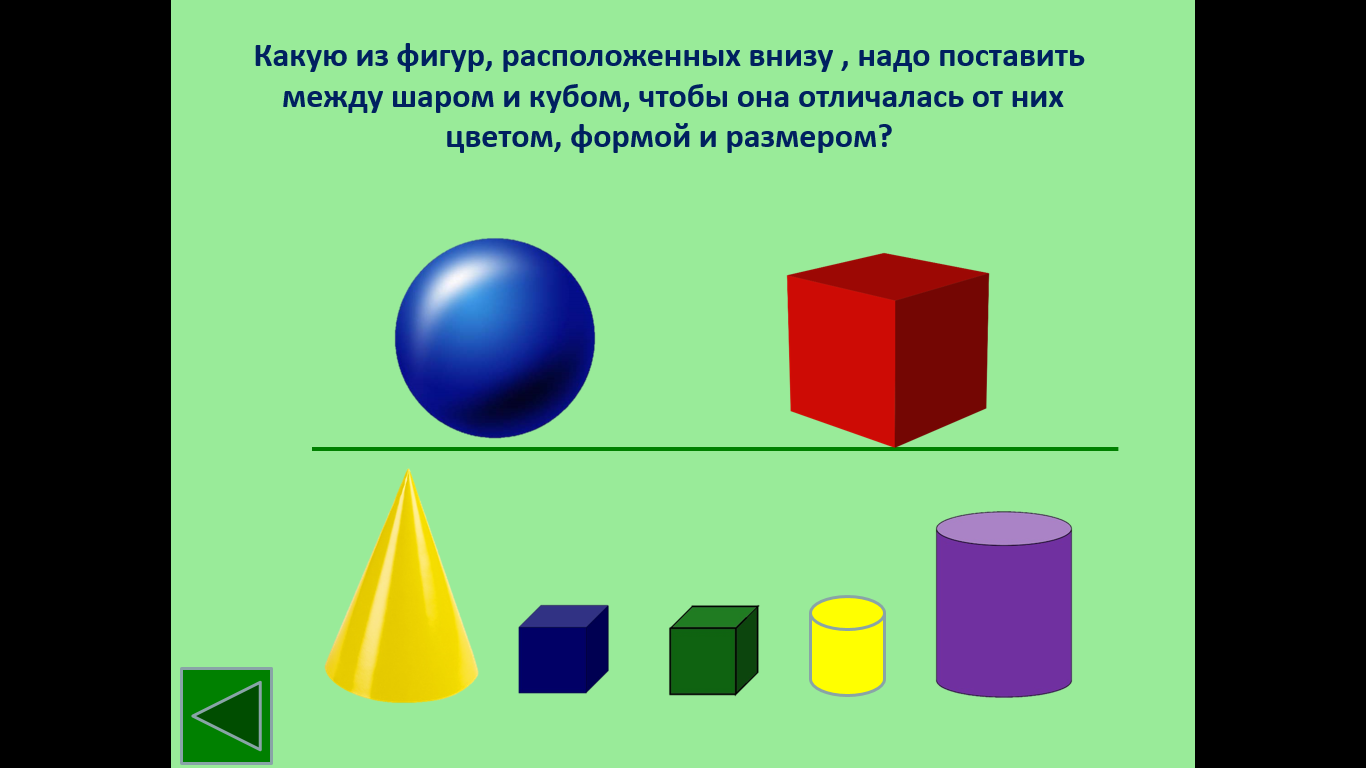 Какую из фигур, расположенных внизу , надо поставить
между шаром и кубом, чтобы она отличалась от них
цветом, формой и размером?